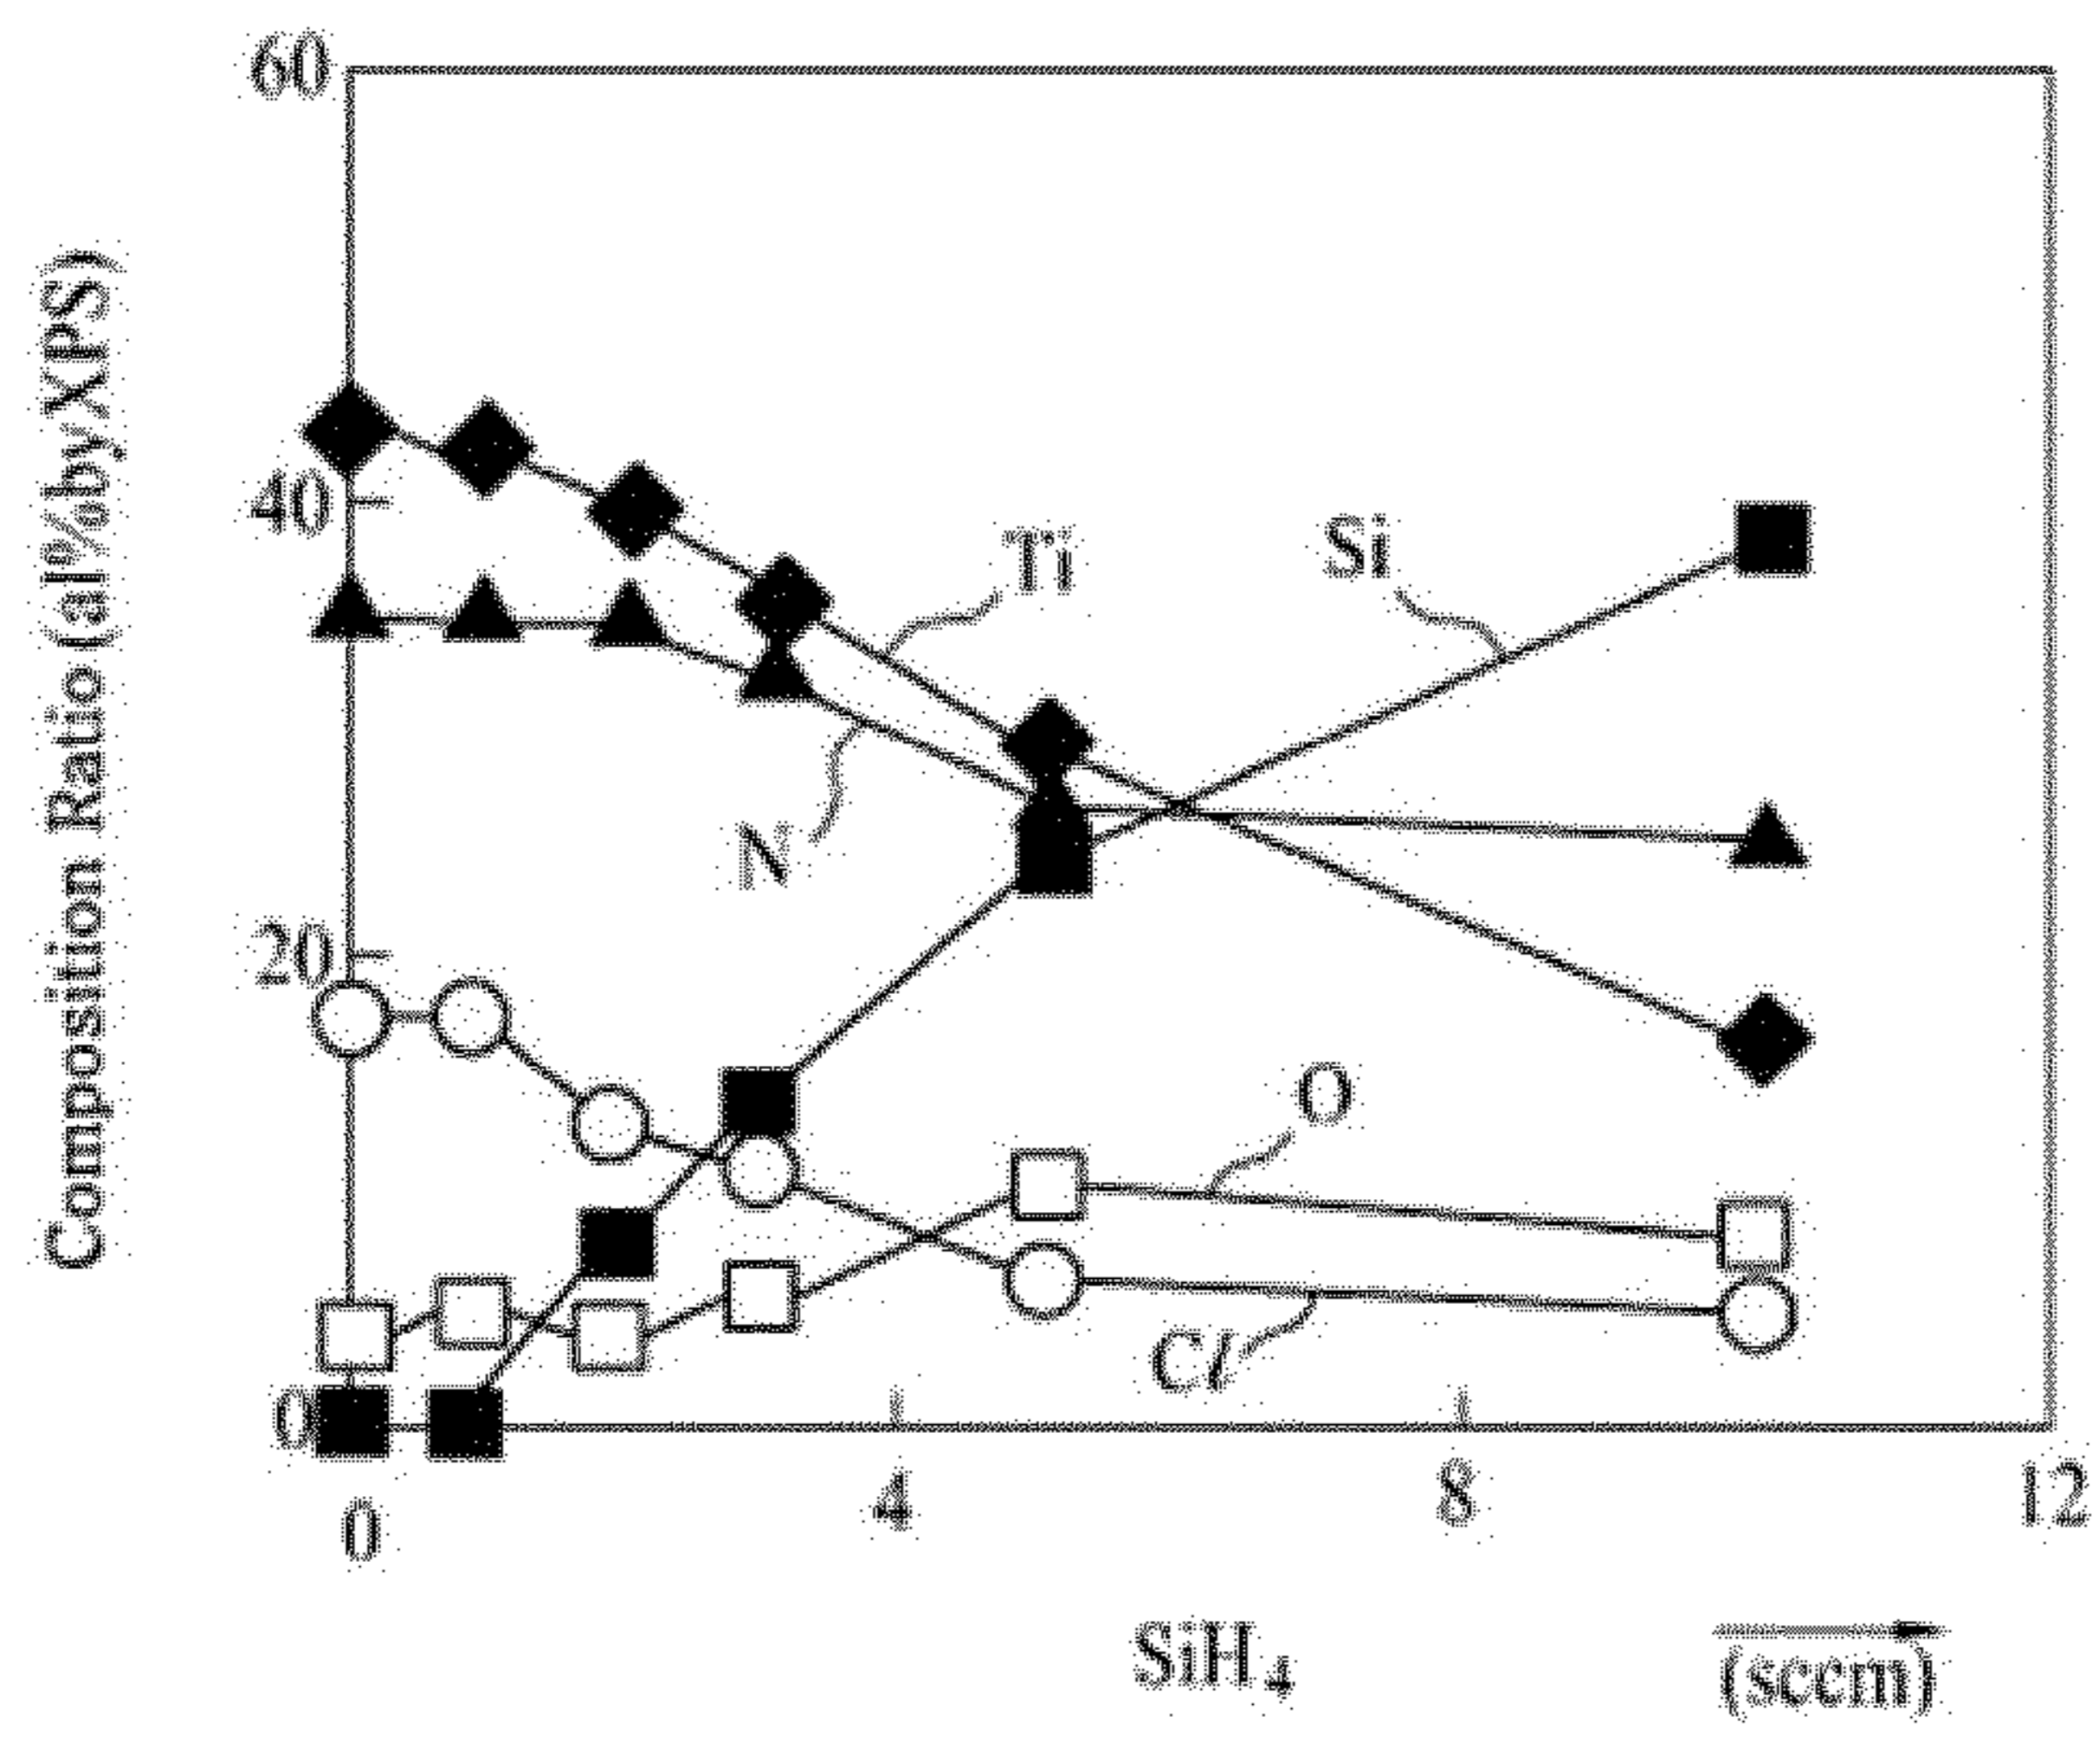 Composition Ratio (at%by XPS)
60
40
20
0
Ti
Si
N
O
Cl
0
4
8
12
SiH4
(sccm)